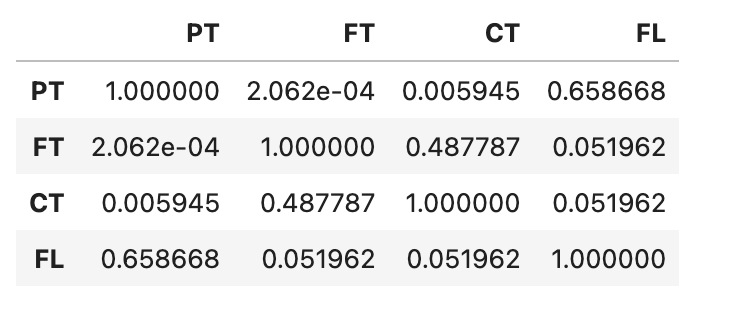 PT FT CT FL
PT 1.000000 2.062e-04 0.005945 0.658668
FT 2.062e-04 1.000000 0.487787 0.051962
CT 0.005945 0.487787 1.000000 0.051962
FL 0.658668 0.051962 0.051962 1.000000